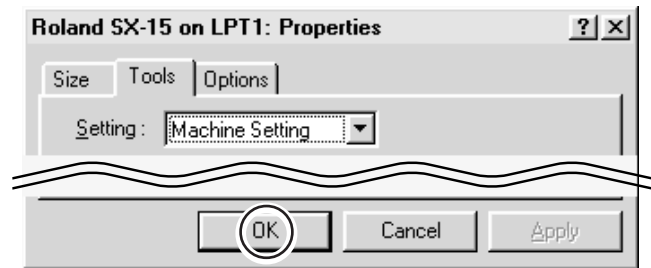 Roland SX-15 on LPT1: Properties ? ×
Size Tools Options
Setting: Machine Setting
OK Cancel Apply